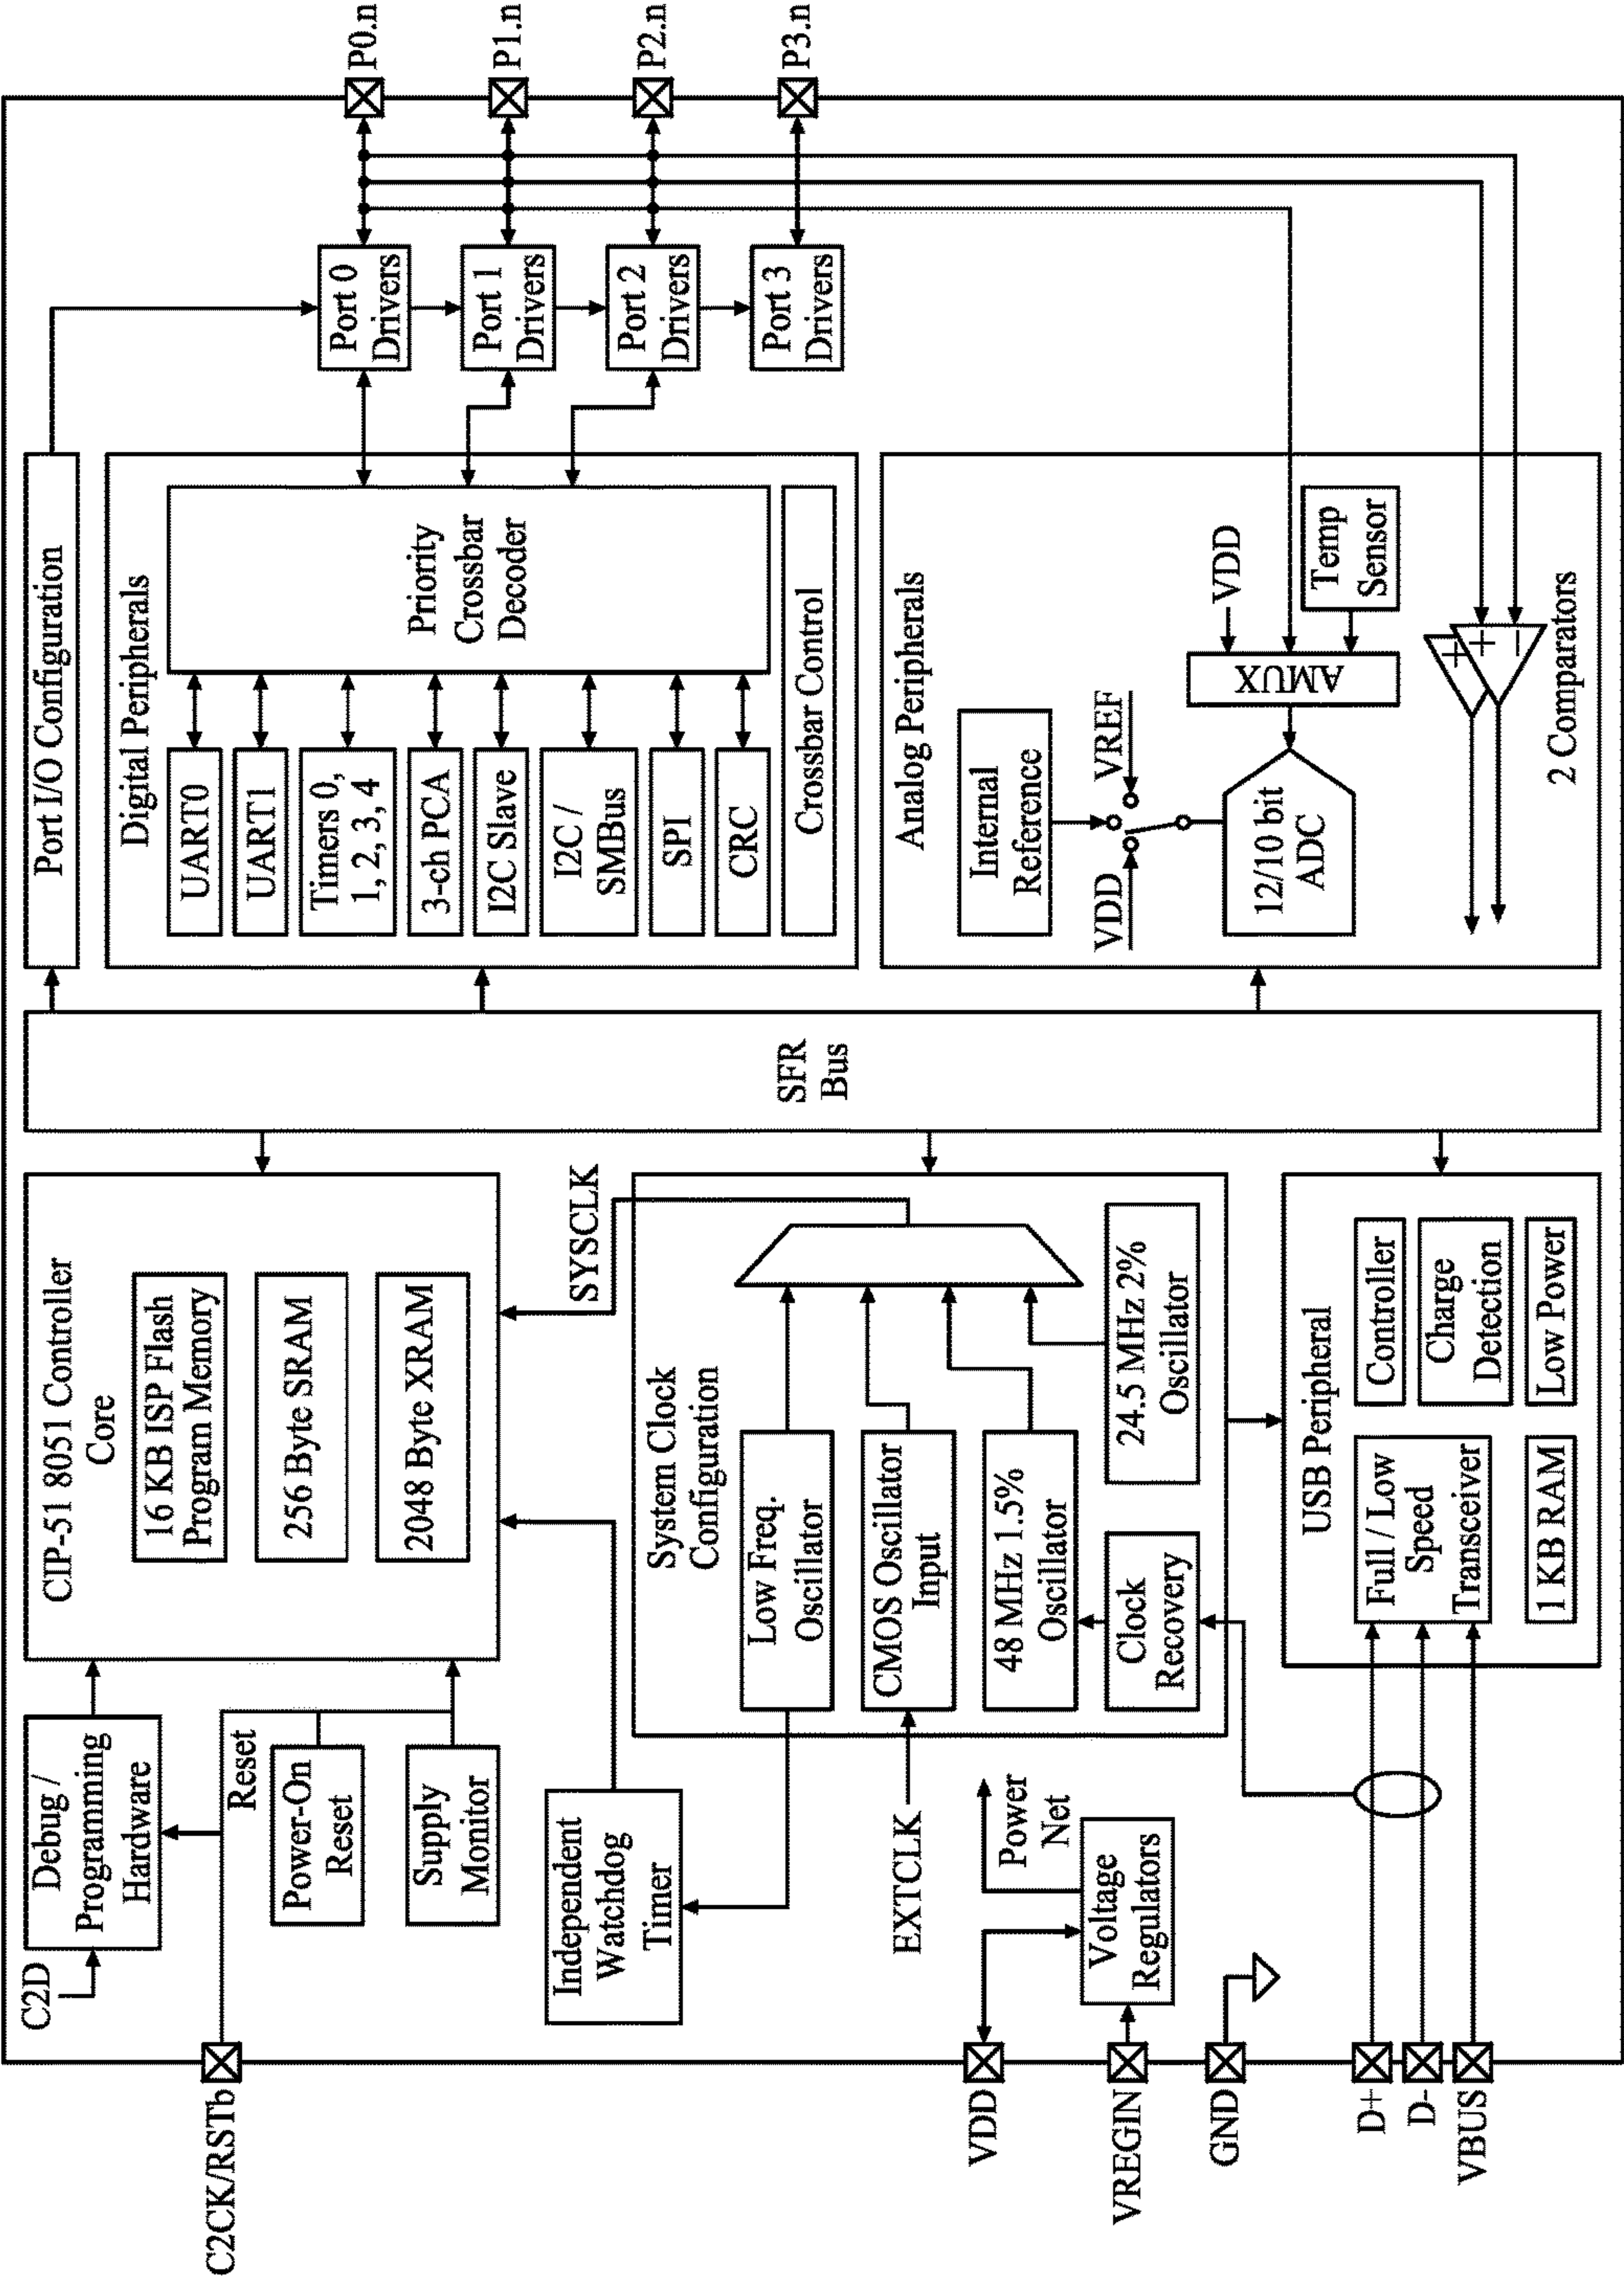 C2CK/RSTb
C2D
Debug /
Programming
Hardware
Reset
Power-On
Reset
Supply
Monitor
Independent
Watchdog
Timer
EXTCLK
VDD
VREGIN
GND
D+
D-
VBUS
Power
Net
Voltage
Regulators
CIP-51 8051 Controller
Core
16 KB ISP Flash
Program Memory
256 Byte SRAM
2048 Byte XRAM
SYSCLK
System Clock
Configuration
Low Freq.
Oscillator
CMOS Oscillator
Input
48 MHz 1.5%
Oscillator
Clock
Recovery
24.5 MHz 2%
Oscillator
USB Peripheral
Full / Low
Speed
Transceiver
1 KB RAM
Controller
Charge
Detection
Low Power
SFR
Bus
Port I/O Configuration
Digital Peripherals
UART0
UART1
Timers 0,
1, 2, 3, 4
3-ch PCA
I2C Slave
I2C /
SMBus
SPI
CRC
Priority
Crossbar
Decoder
Crossbar Control
Analog Peripherals
Internal
Reference
VDD
VREF
12/10 bit
ADC
AMUX
VDD
Temp
Sensor
+
+
-
2 Comparators
Port 0
Drivers
Port 1
Drivers
Port 2
Drivers
Port 3
Drivers
P0.n
P1.n
P2.n
P3.n